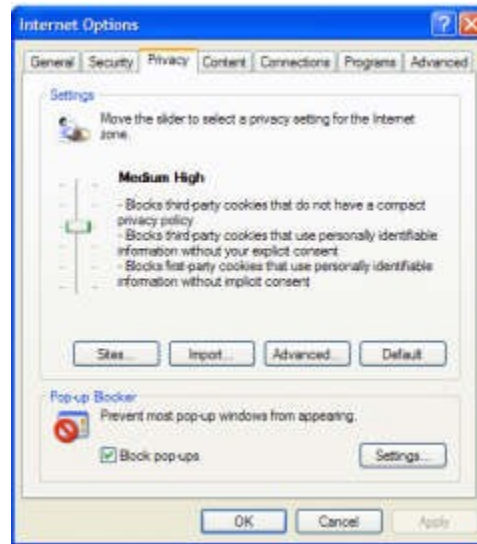 Internet Options
General Security Privacy Content Connections Programs Advanced
Settings
Move the slider to select a privacy setting for the Internet
zone.
Medium High
- Blocks third-party cookies that do not have a compact
privacy policy
- Blocks third-party cookies that use personally identifiable
information without your explicit consent
- Blocks first-party cookies that use personally identifiable
information without implicit consent
Sites... Import... Advanced... Default
Pop-up Blocker
Prevent most pop-up windows from appearing.
Block pop-ups Settings...
OK Cancel Apply